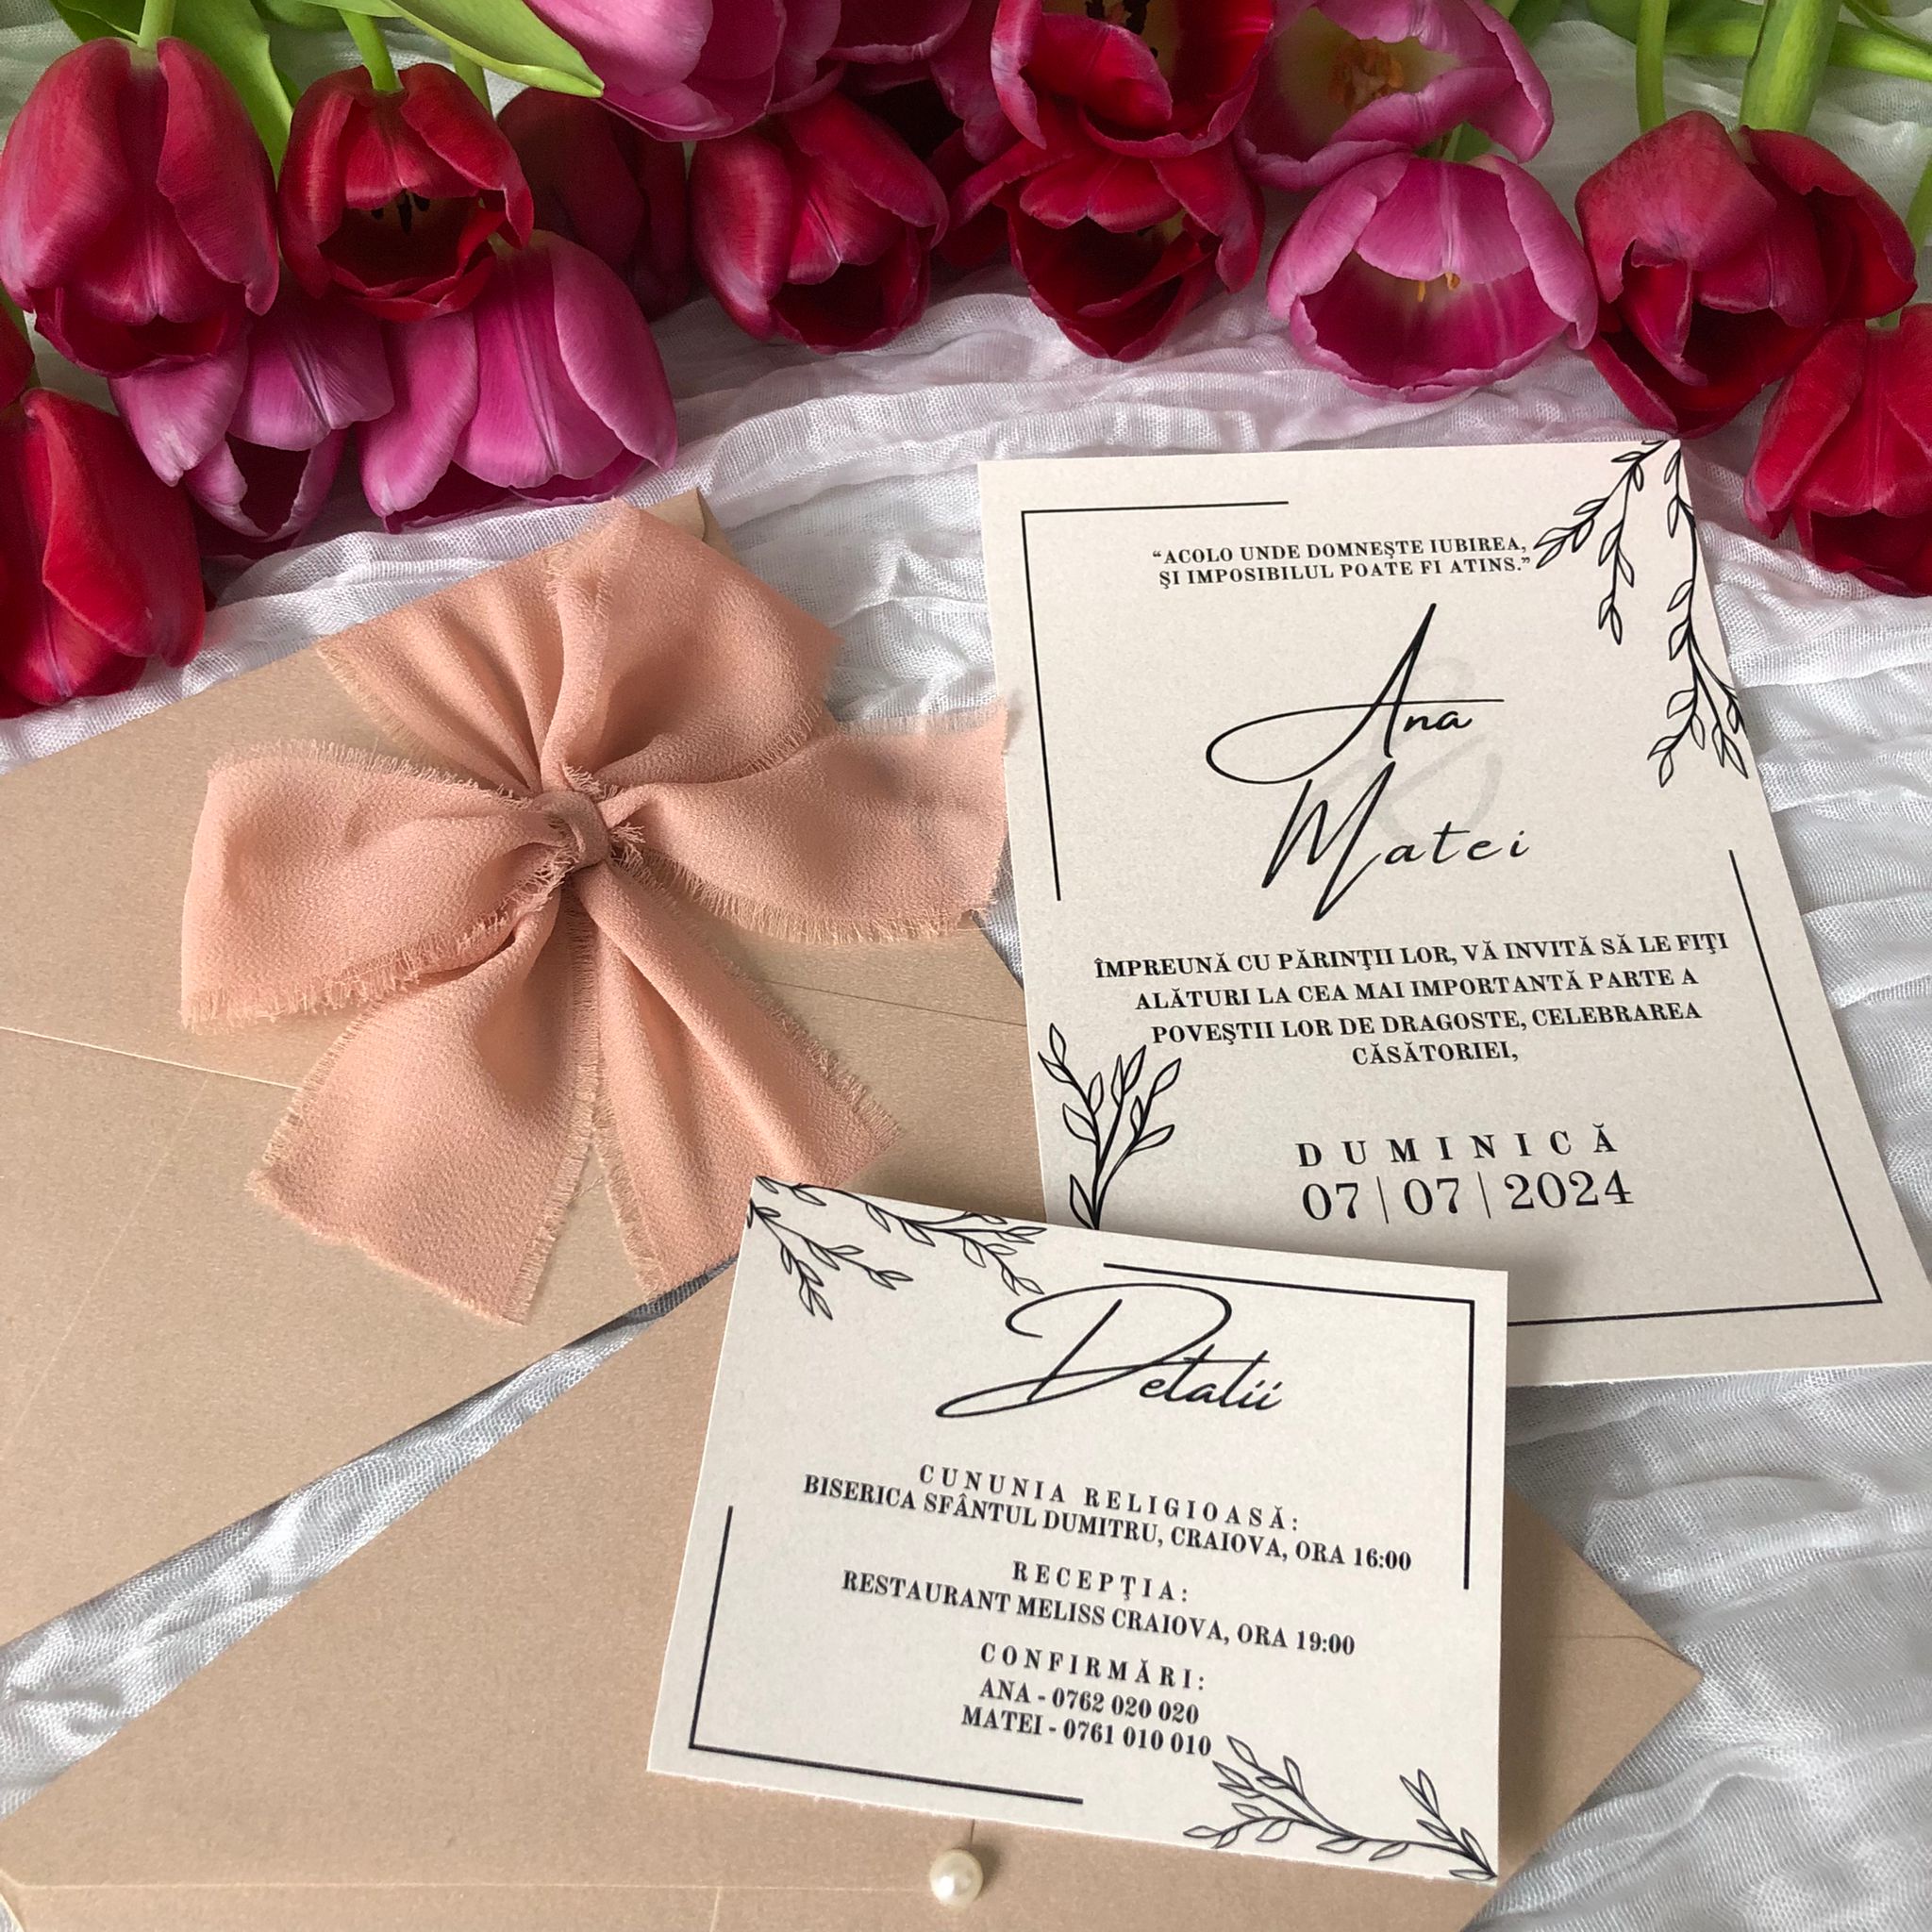 “ACOLO UNDE DOMNEŞTE IUBIREA,
ŞI IMPOSIBILUL POATE FI ATINS.”
Ana
&
Matei
ÎMPREUNĂ CU PĂRINŢII LOR, VĂ INVITĂ SĂ LE FIŢI
ALĂTURI LA CEA MAI IMPORTANTĂ PARTE A
POVEŞTII LOR DE DRAGOSTE, CELEBRAREA
CĂSĂTORIEI,
DUMINICĂ
07|07|2024
Detalii
CUNUNIA RELIGIOASĂ:
BISERICA SFÂNTUL DUMITRU, CRAIOVA, ORA 16:00
RECEPŢIA:
RESTAURANT MELISS CRAIOVA, ORA 19:00
CONFIRMĂRI:
ANA - 0762 020 020
MATEI - 0761 010 010